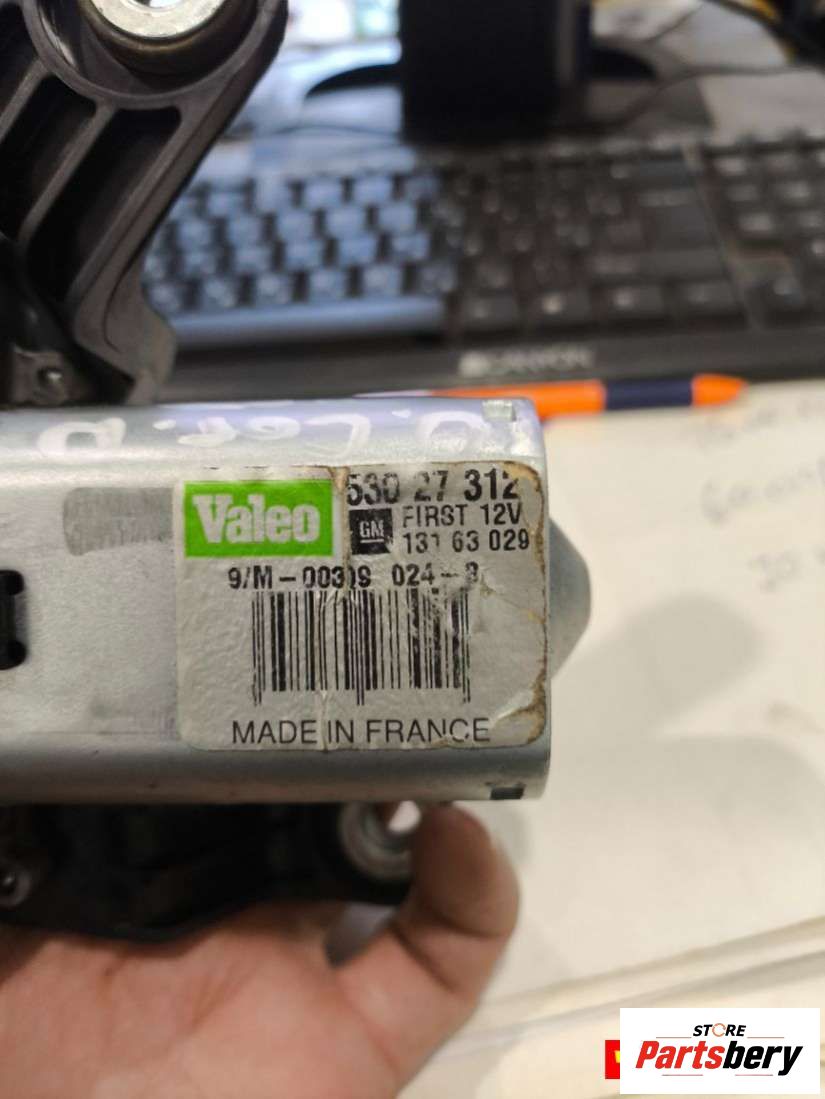 Valeo
530 27 312
GM
FIRST 12V
131 63 029
9/M-00309 024-3
MADE IN FRANCE
STORE
Partsbery